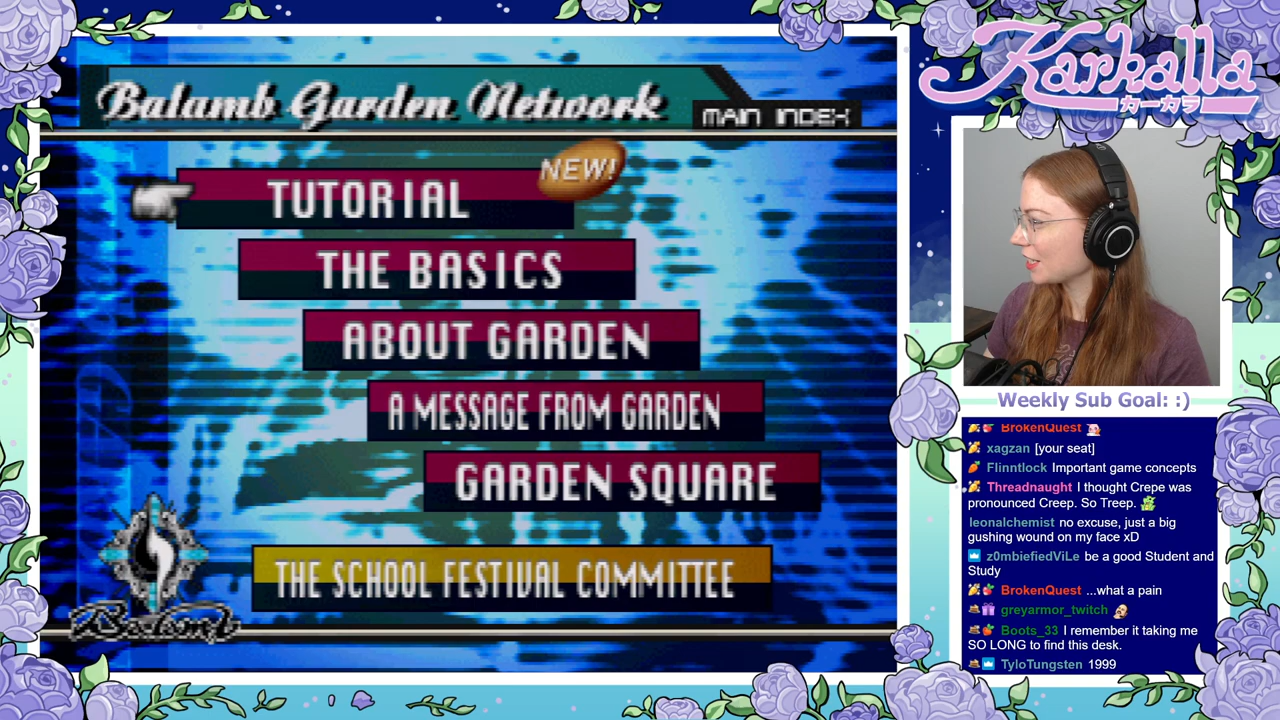 Balamb Garden Network
MAIN INDEX
NEW!
TUTORIAL
THE BASICS
ABOUT GARDEN
A MESSAGE FROM GARDEN
GARDEN SQUARE
THE SCHOOL FESTIVAL COMMITTEE
Balamb
Karkalla
カーカラ
Weekly Sub Goal: :)
BrokenQuest
xagzan [your seat]
Flinntlock Important game concepts
Threadnaught I thought Crepe was
pronounced Creep. So Treep.
leonalchemist no excuse, just a big
gushing wound on my face xD
z0mbiefiedViLe be a good Student and
Study
BrokenQuest ...what a pain
greyarmor_twitch
Boots_33 I remember it taking me
SO LONG to find this desk.
TyloTungsten 1999